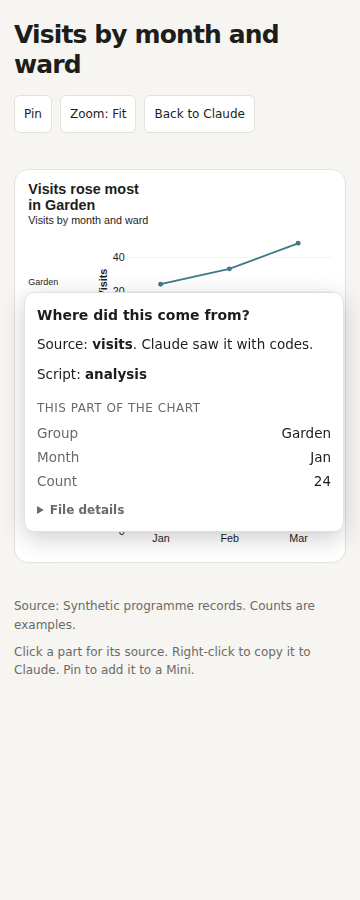 Visits by month and
ward
Pin
Zoom: Fit
Back to Claude
Visits rose most
in Garden
Visits by month and ward
40
Garden
Where did this come from?
Source: visits. Claude saw it with codes.
Script: analysis
THIS PART OF THE CHART
Group Garden
Month Jan
Count 24
File details
Jan Feb Mar
Source: Synthetic programme records. Counts are
examples.
Click a part for its source. Right-click to copy it to
Claude. Pin to add it to a Mini.